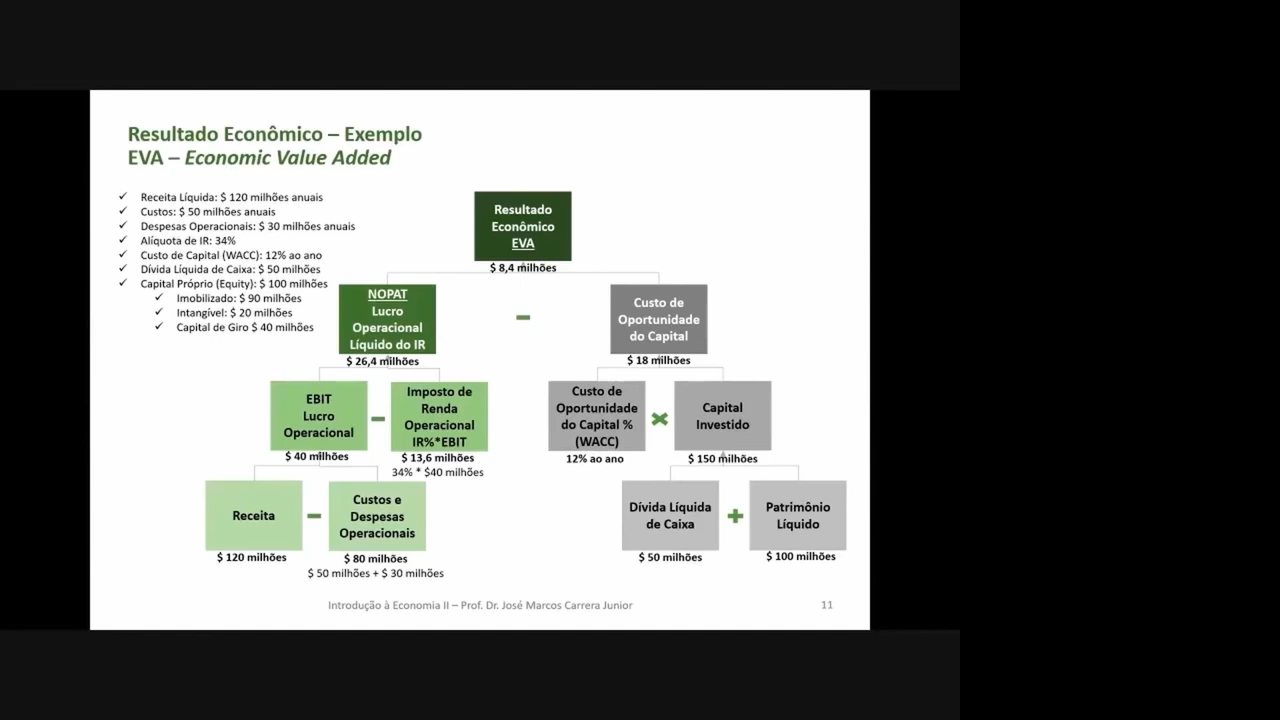 Resultado Econômico – Exemplo
EVA – Economic Value Added
✓ Receita Líquida: $ 120 milhões anuais
✓ Custos: $ 50 milhões anuais
✓ Despesas Operacionais: $ 30 milhões anuais
✓ Alíquota de IR: 34%
✓ Custo de Capital (WACC): 12% ao ano
✓ Dívida Líquida de Caixa: $ 50 milhões
✓ Capital Próprio (Equity): $ 100 milhões
✓ Imobilizado: $ 90 milhões
✓ Intangível: $ 20 milhões
✓ Capital de Giro $ 40 milhões
Resultado
Econômico
EVA
$ 8,4 milhões
NOPAT
Lucro
Operacional
Líquido do IR
$ 26,4 milhões
–
Custo de
Oportunidade
do Capital
$ 18 milhões
EBIT
Lucro
Operacional
$ 40 milhões
–
Imposto de
Renda
Operacional
IR%*EBIT
$ 13,6 milhões
34% * $40 milhões
Custo de
Oportunidade
do Capital %
(WACC)
12% ao ano
×
Capital
Investido
$ 150 milhões
Receita
$ 120 milhões
–
Custos e
Despesas
Operacionais
$ 80 milhões
$ 50 milhões + $ 30 milhões
Dívida Líquida
de Caixa
$ 50 milhões
+
Patrimônio
Líquido
$ 100 milhões
Introdução à Economia II – Prof. Dr. José Marcos Carrera Junior
11